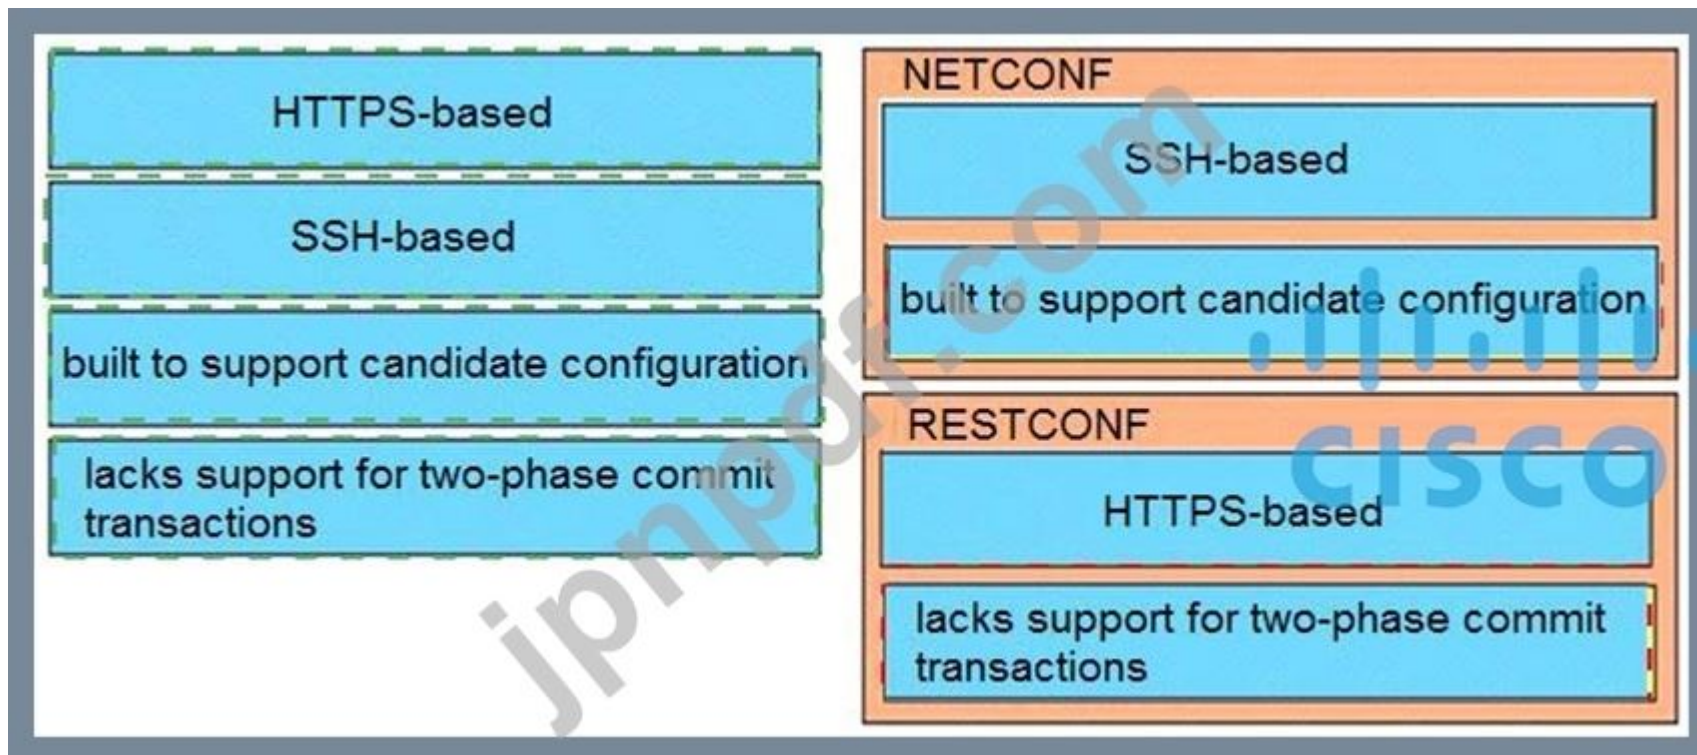 HTTPS-based
SSH-based
built to support candidate configuration
lacks support for two-phase commit
transactions
NETCONF
SSH-based
built to support candidate configuration
RESTCONF
HTTPS-based
lacks support for two-phase commit
transactions
CISCO
jpnpdf.com